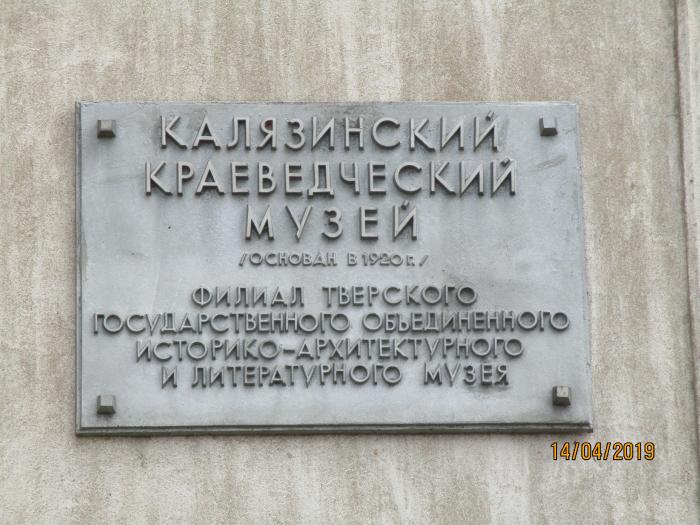 КАЛЯЗИНСКИЙ
КРАЕВЕДЧЕСКИЙ
МУЗЕЙ
/ОСНОВАН В 1920 г./
ФИЛИАЛ ТВЕРСКОГО
ГОСУДАРСТВЕННОГО ОБЪЕДИНЕННОГО
ИСТОРИКО-АРХИТЕКТУРНОГО
И ЛИТЕРАТУРНОГО МУЗЕЯ
14/04/2019